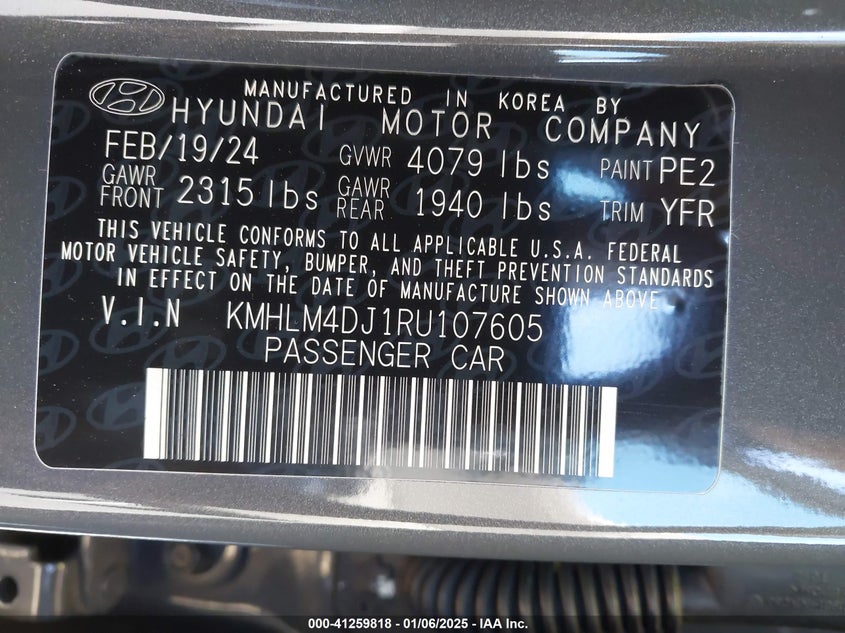 MANUFACTURED IN KOREA BY
HYUNDAI MOTOR COMPANY
FEB/19/24 GVWR 4079 lbs PAINT PE2
GAWR FRONT 2315 lbs GAWR REAR 1940 lbs TRIM YFR
THIS VEHICLE CONFORMS TO ALL APPLICABLE U.S.A. FEDERAL
MOTOR VEHICLE SAFETY, BUMPER, AND THEFT PREVENTION STANDARDS
IN EFFECT ON THE DATE OF MANUFACTURE SHOWN ABOVE
V.I.N KMHLM4DJ1RU107605
PASSENGER CAR
000-41259818 - 01/06/2025 - IAA Inc.